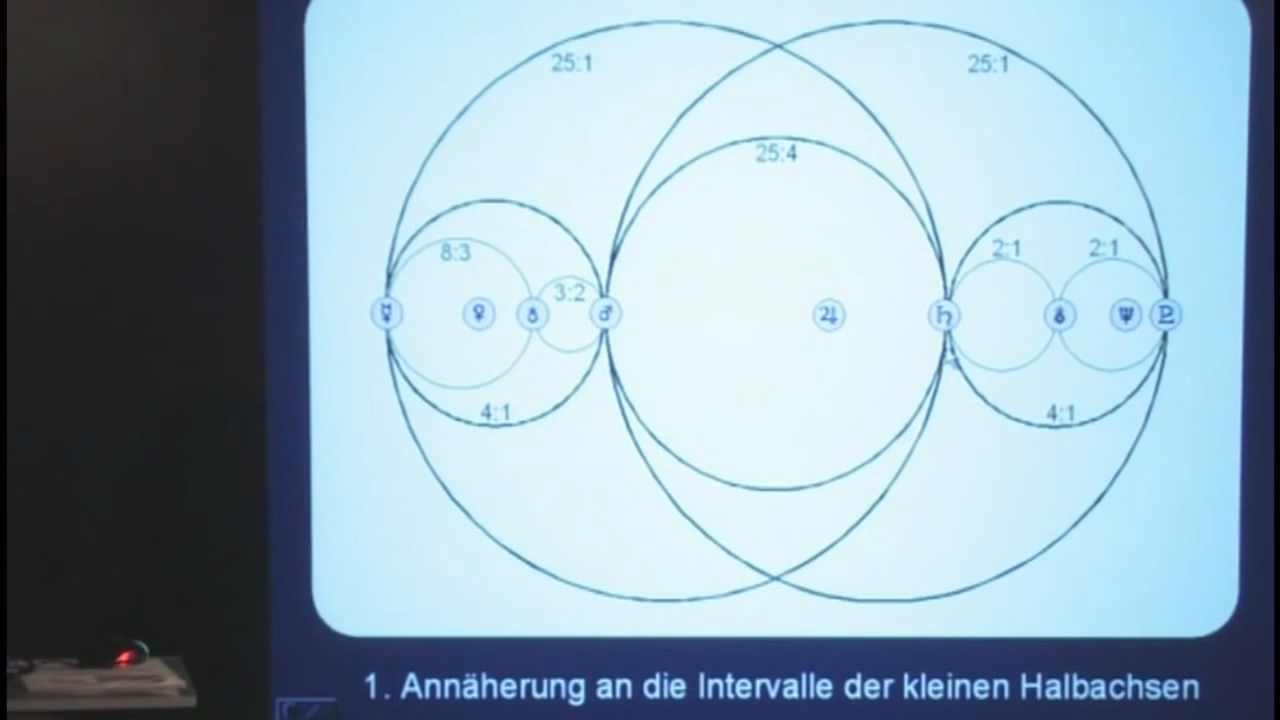 25:1 25:1
25:4
8:3 2:1 2:1
3:2
4:1 4:1
1. Annäherung an die Intervalle der kleinen Halbachsen